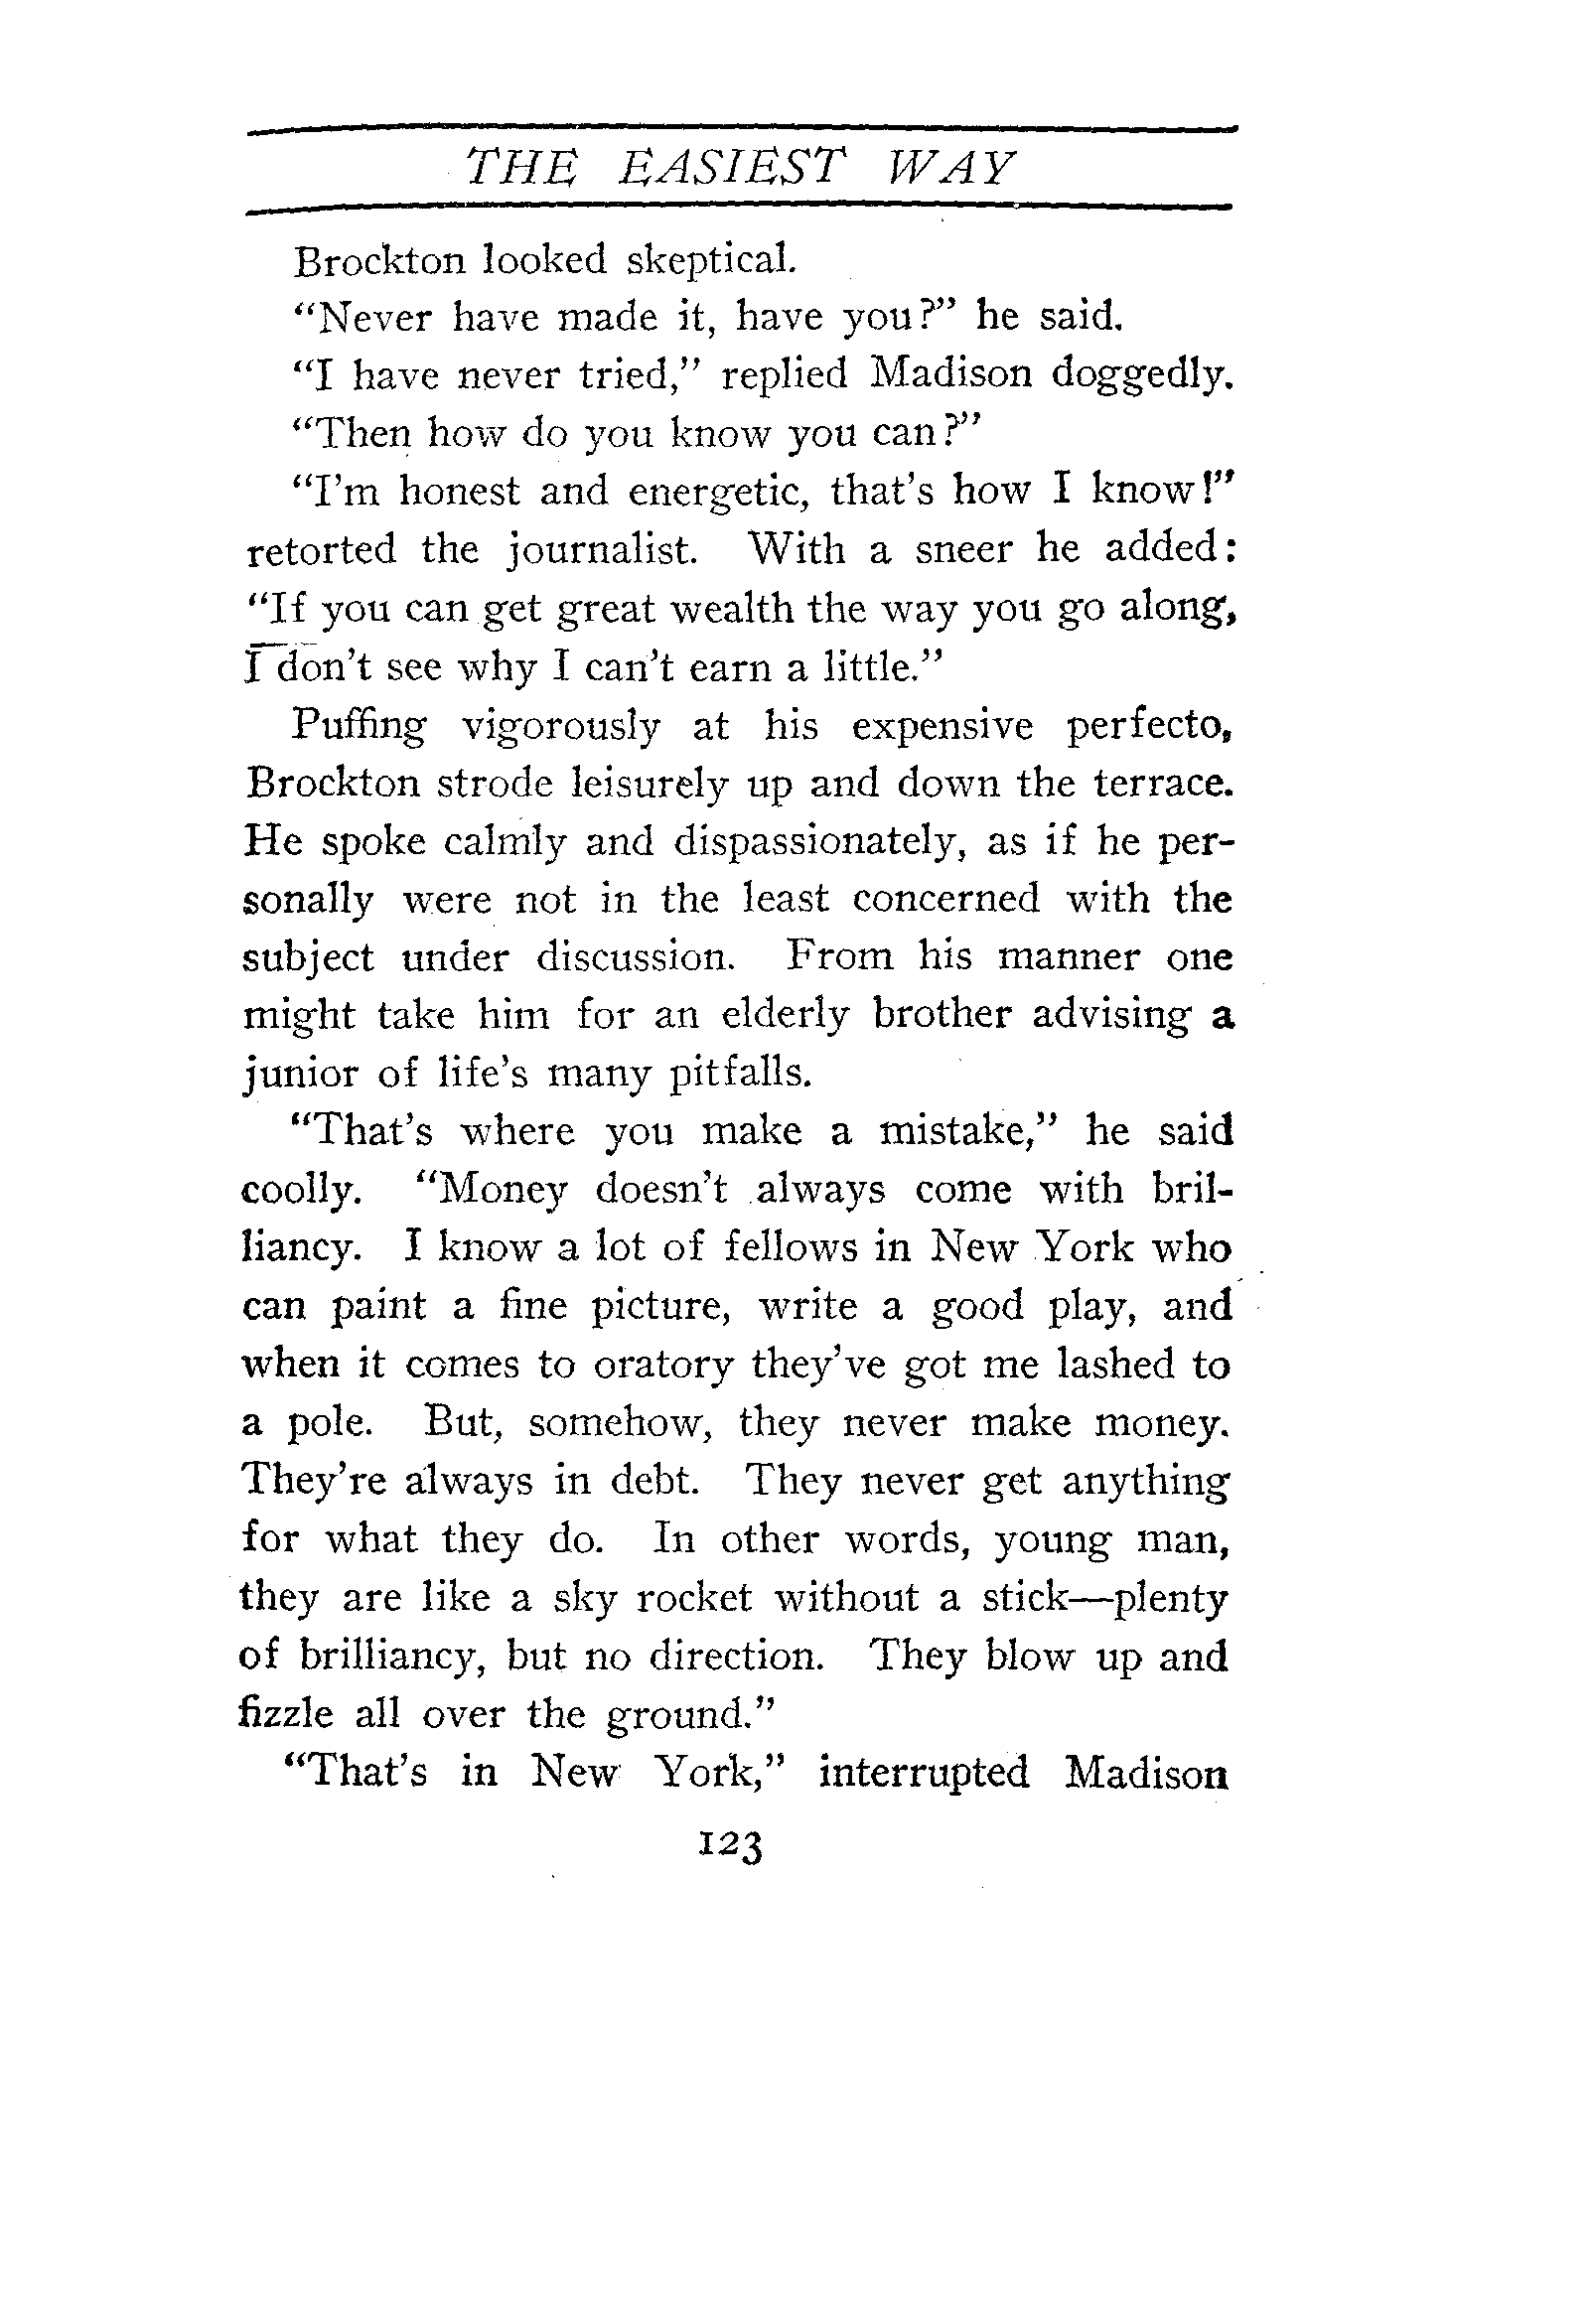 THE EASIEST WAY
Brockton looked skeptical.
“Never have made it, have you?” he said.
“I have never tried,” replied Madison doggedly.
“Then how do you know you can?”
“I'm honest and energetic, that's how I know!”
retorted the journalist. With a sneer he added:
“If you can get great wealth the way you go along,
I don't see why I can't earn a little.”
Puffing vigorously at his expensive perfecto,
Brockton strode leisurely up and down the terrace.
He spoke calmly and dispassionately, as if he per-
sonally were not in the least concerned with the
subject under discussion. From his manner one
might take him for an elderly brother advising a
junior of life's many pitfalls.
“That's where you make a mistake,” he said
coolly. “Money doesn't always come with bril-
liancy. I know a lot of fellows in New York who
can paint a fine picture, write a good play, and
when it comes to oratory they've got me lashed to
a pole. But, somehow, they never make money.
They're always in debt. They never get anything
for what they do. In other words, young man,
they are like a sky rocket without a stick—plenty
of brilliancy, but no direction. They blow up and
fizzle all over the ground.”
“That's in New York,” interrupted Madison
123